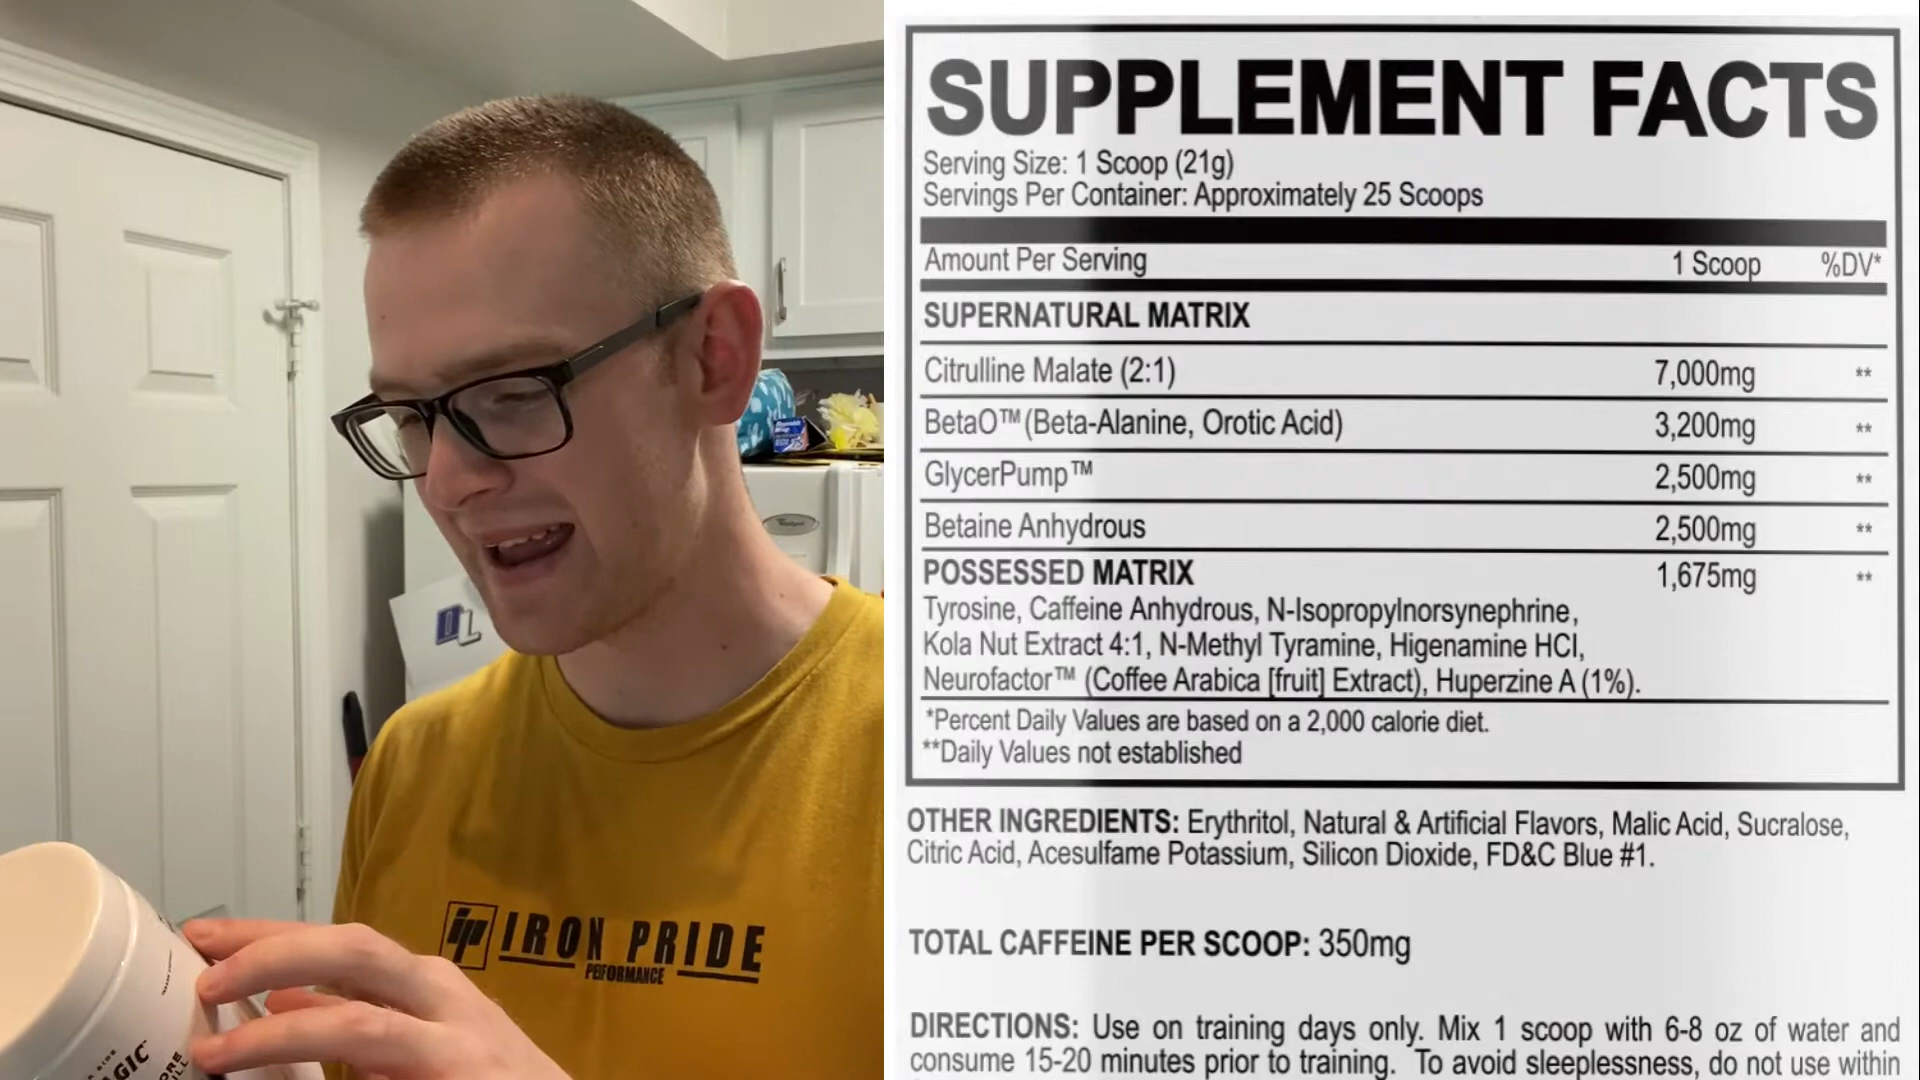 SUPPLEMENT FACTS
Serving Size: 1 Scoop (21g)
Servings Per Container: Approximately 25 Scoops
Amount Per Serving 1 Scoop %DV*
SUPERNATURAL MATRIX
Citrulline Malate (2:1) 7,000mg **
BetaO™ (Beta-Alanine, Orotic Acid) 3,200mg **
GlycerPump™ 2,500mg **
Betaine Anhydrous 2,500mg **
POSSESSED MATRIX 1,675mg **
Tyrosine, Caffeine Anhydrous, N-Isopropylnorsynephrine,
Kola Nut Extract 4:1, N-Methyl Tyramine, Higenamine HCl,
Neurofactor™ (Coffee Arabica [fruit] Extract), Huperzine A (1%).
*Percent Daily Values are based on a 2,000 calorie diet.
**Daily Values not established
OTHER INGREDIENTS: Erythritol, Natural & Artificial Flavors, Malic Acid, Sucralose,
Citric Acid, Acesulfame Potassium, Silicon Dioxide, FD&C Blue #1.
TOTAL CAFFEINE PER SCOOP: 350mg
DIRECTIONS: Use on training days only. Mix 1 scoop with 6-8 oz of water and
consume 15-20 minutes prior to training. To avoid sleeplessness, do not use within
Whirlpool
DL
ip IRON PRIDE
PERFORMANCE
AGIC™